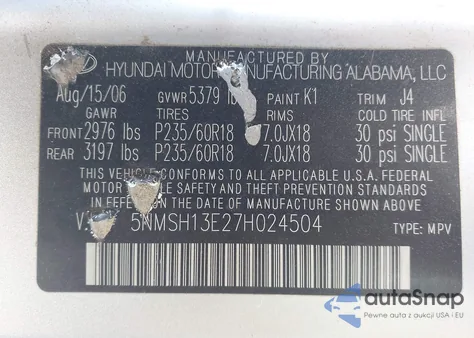 MANUFACTURED BY
HYUNDAI MOTOR MANUFACTURING ALABAMA, LLC
Aug/15/06 GVWR 5379 lb PAINT K1 TRIM J4
GAWR TIRES RIMS COLD TIRE INFL
FRONT 2976 lbs P235/60R18 7.0JX18 30 psi SINGLE
REAR 3197 lbs P235/60R18 7.0JX18 30 psi SINGLE
THIS VEHICLE CONFORMS TO ALL APPLICABLE U.S.A. FEDERAL
MOTOR VEHICLE SAFETY AND THEFT PREVENTION STANDARDS
IN EFFECT ON THE DATE OF MANUFACTURE SHOWN ABOVE.
5NMSH13E27H024504 TYPE: MPV
autoSnap
Pewne auta z aukcji USA i EU